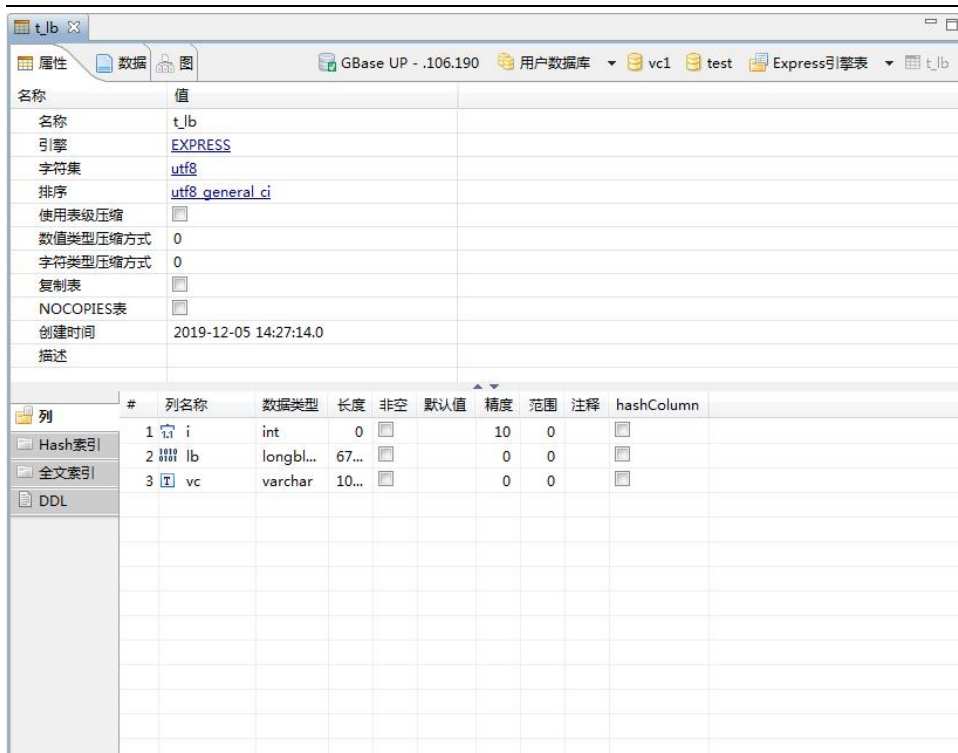 t_lb
属性 数据 图 GBase UP - .106.190 用户数据库 vc1 test Express引擎表 t_lb
名称 值
名称 t_lb
引擎 EXPRESS
字符集 utf8
排序 utf8_general_ci
使用表级压缩
数值类型压缩方式 0
字符类型压缩方式 0
复制表
NOCOPIES表
创建时间 2019-12-05 14:27:14.0
描述
列 Hash索引 全文索引 DDL
# 列名称 数据类型 长度 非空 默认值 精度 范围 注释 hashColumn
1 1.1 i int 0 10 0
2 1010 0101 lb longbl... 67... 0 0
3 T vc varchar 10... 0 0